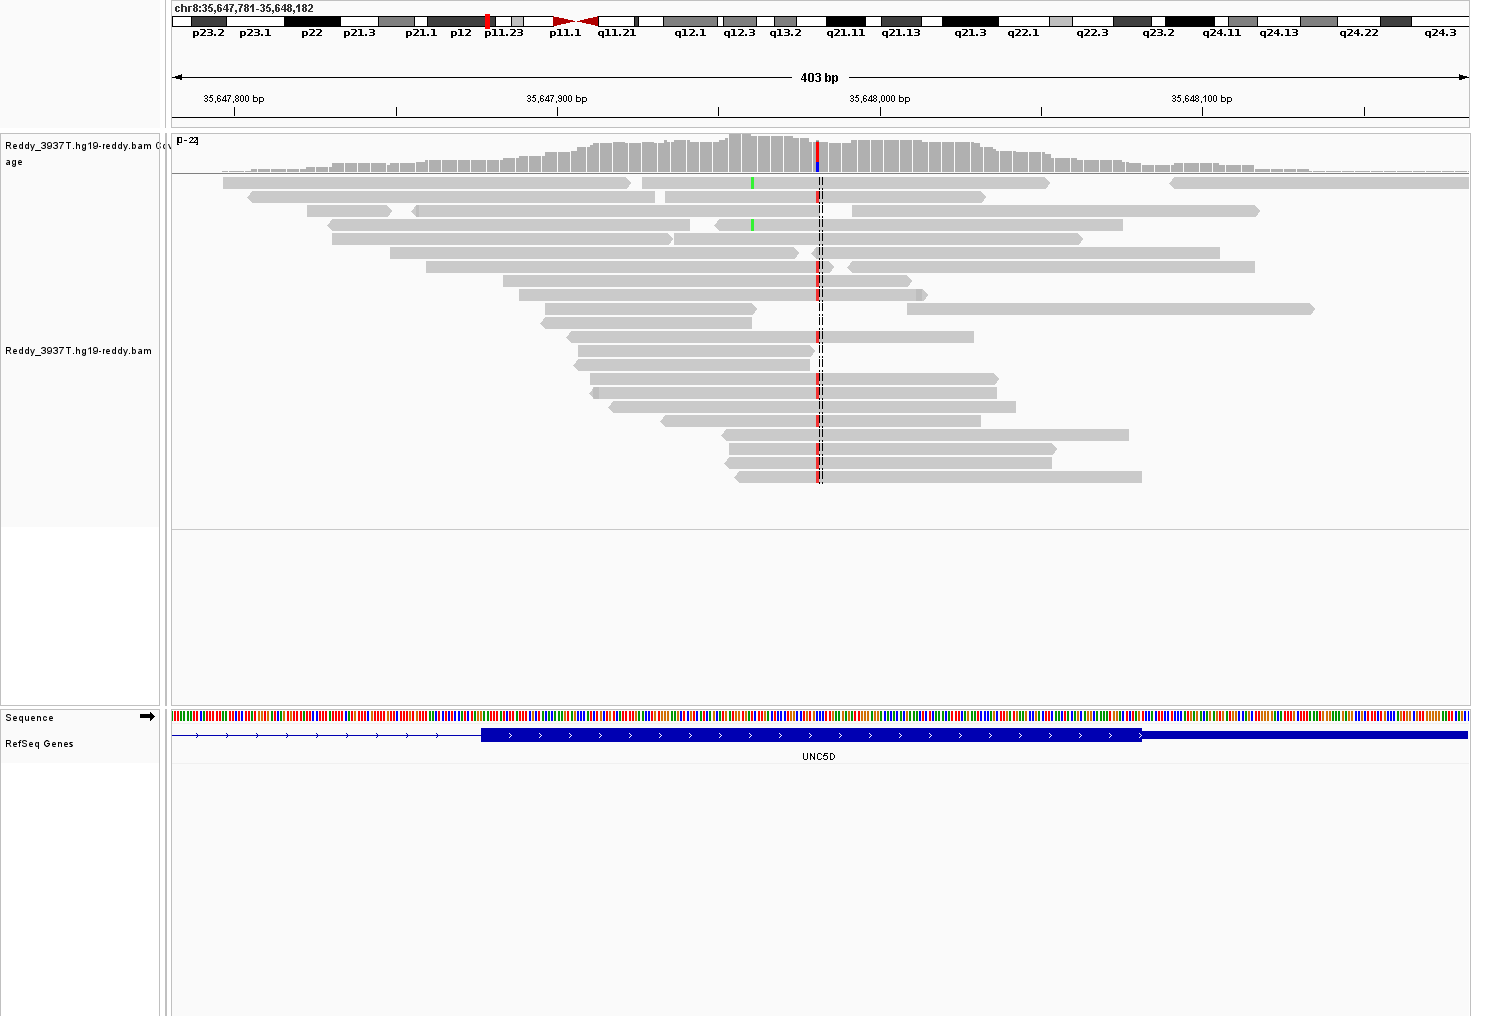 chr8:35,647,781-35,648,182
p23.2 p23.1 p22 p21.3 p21.1 p12 p11.23 p11.1 q11.21 q12.1 q12.3 q13.2 q21.11 q21.13 q21.3 q22.1 q22.3 q23.2 q24.11 q24.13 q24.22 q24.3
403 bp
35,647,800 bp 35,647,900 bp 35,648,000 bp 35,648,100 bp
Reddy_3937T.hg19-reddy.bam Cov
age
[0-22]
Reddy_3937T.hg19-reddy.bam
Sequence
RefSeq Genes
UNC5D